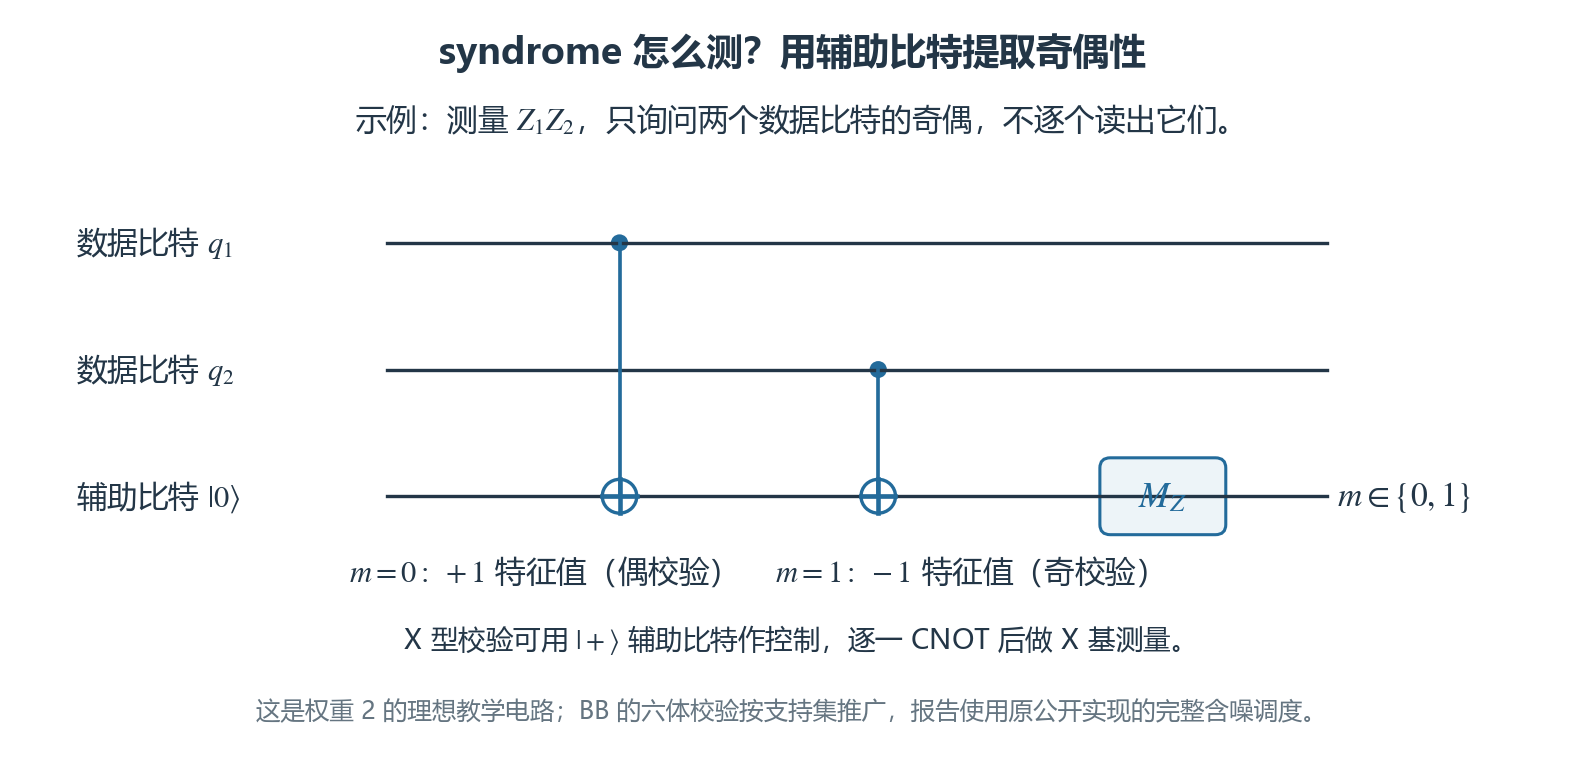 syndrome 怎么测？用辅助比特提取奇偶性
示例：测量 Z₁Z₂，只询问两个数据比特的奇偶，不逐个读出它们。
数据比特 q₁
数据比特 q₂
辅助比特 |0⟩
M_Z
m ∈ {0, 1}
m = 0：+1 特征值（偶校验） m = 1：−1 特征值（奇校验）
X 型校验可用 |+⟩ 辅助比特作控制，逐一 CNOT 后做 X 基测量。
这是权重 2 的理想教学电路；BB 的六体校验按支持集推广，报告使用原公开实现的完整含噪调度。